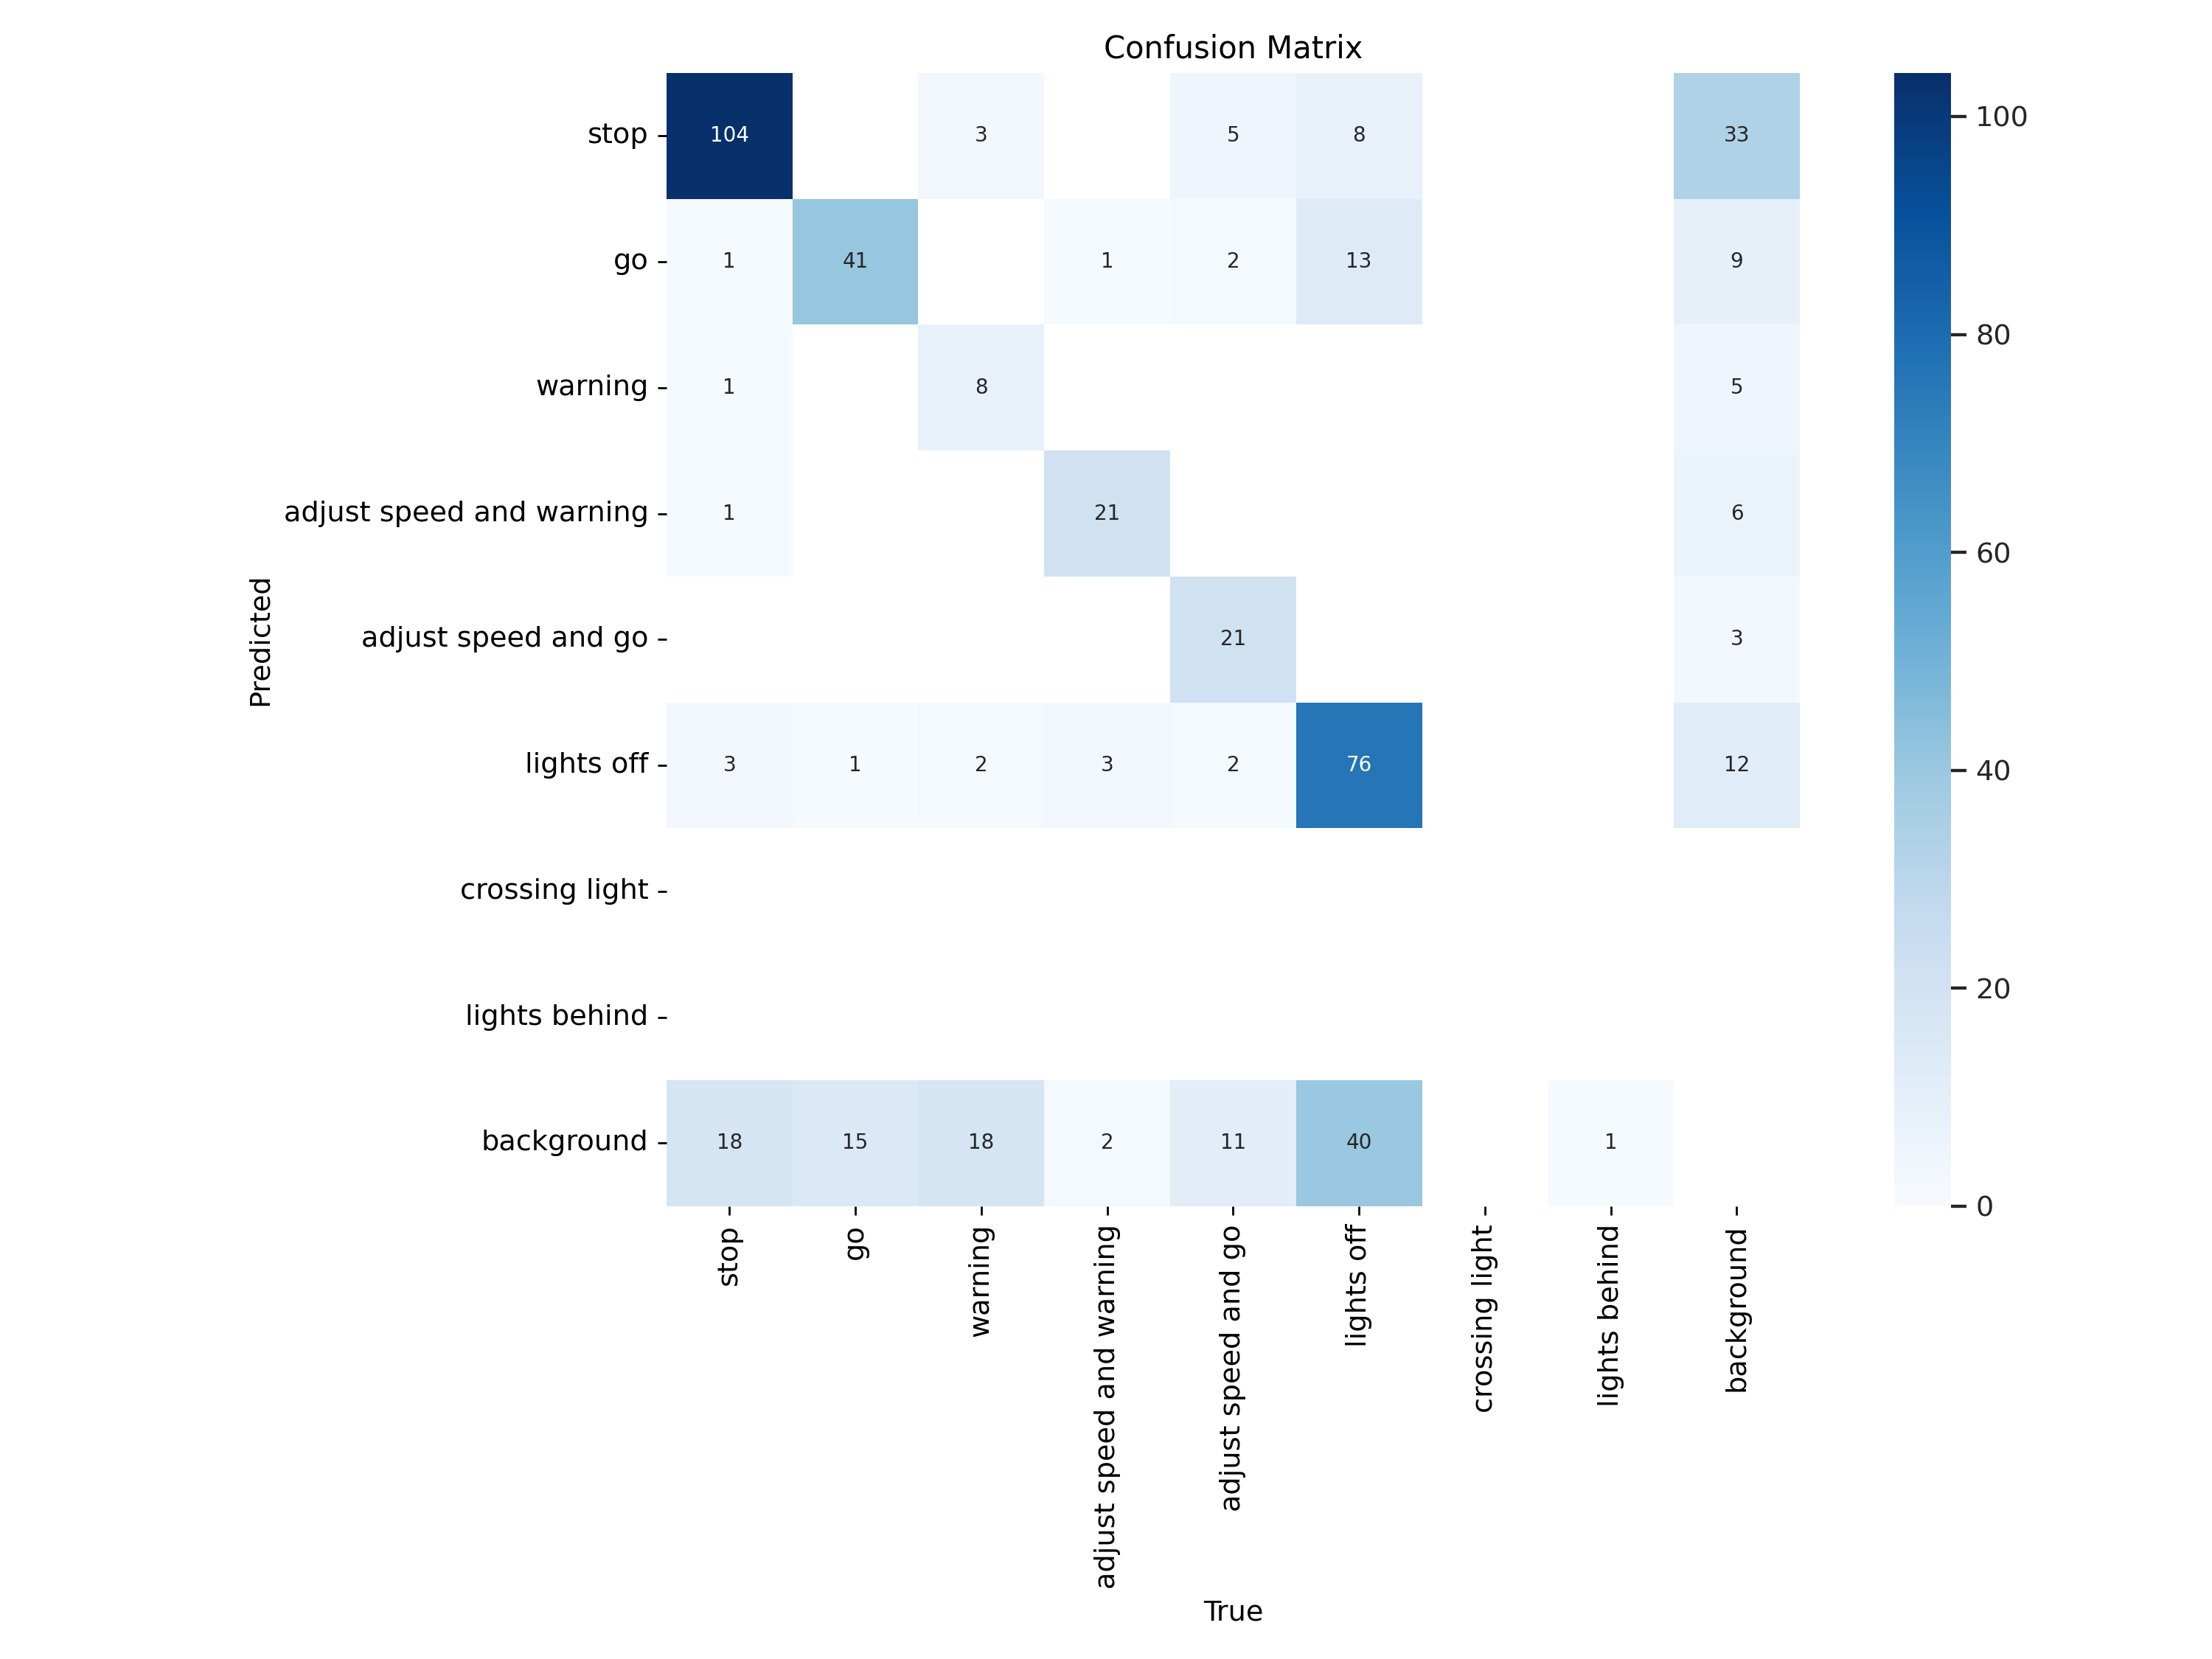 Confusion Matrix
stop 104 3 5 8 33
go 1 41 1 2 13 9
warning 1 8 5
adjust speed and warning 1 21 6
adjust speed and go 21 3
lights off 3 1 2 3 2 76 12
crossing light
lights behind
background 18 15 18 2 11 40 1
Predicted
stop
go
warning
adjust speed and warning
adjust speed and go
lights off
crossing light
lights behind
background
True
100
80
60
40
20
0